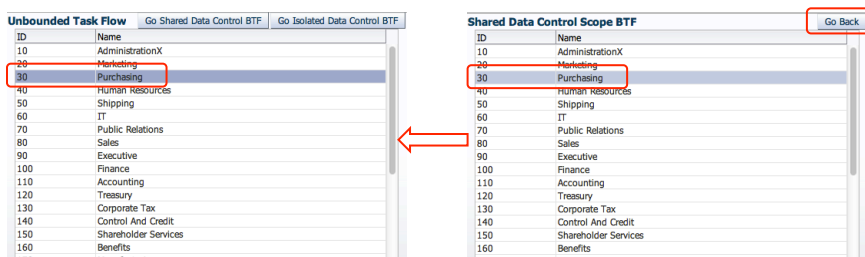 Unbounded Task Flow Go Shared Data Control BTF Go Isolated Data Control BTF
ID Name
10 AdministrationX
20 Marketing
30 Purchasing
40 Human Resources
50 Shipping
60 IT
70 Public Relations
80 Sales
90 Executive
100 Finance
110 Accounting
120 Treasury
130 Corporate Tax
140 Control And Credit
150 Shareholder Services
160 Benefits
Shared Data Control Scope BTF Go Back
ID Name
10 AdministrationX
20 Marketing
30 Purchasing
40 Human Resources
50 Shipping
60 IT
70 Public Relations
80 Sales
90 Executive
100 Finance
110 Accounting
120 Treasury
130 Corporate Tax
140 Control And Credit
150 Shareholder Services
160 Benefits